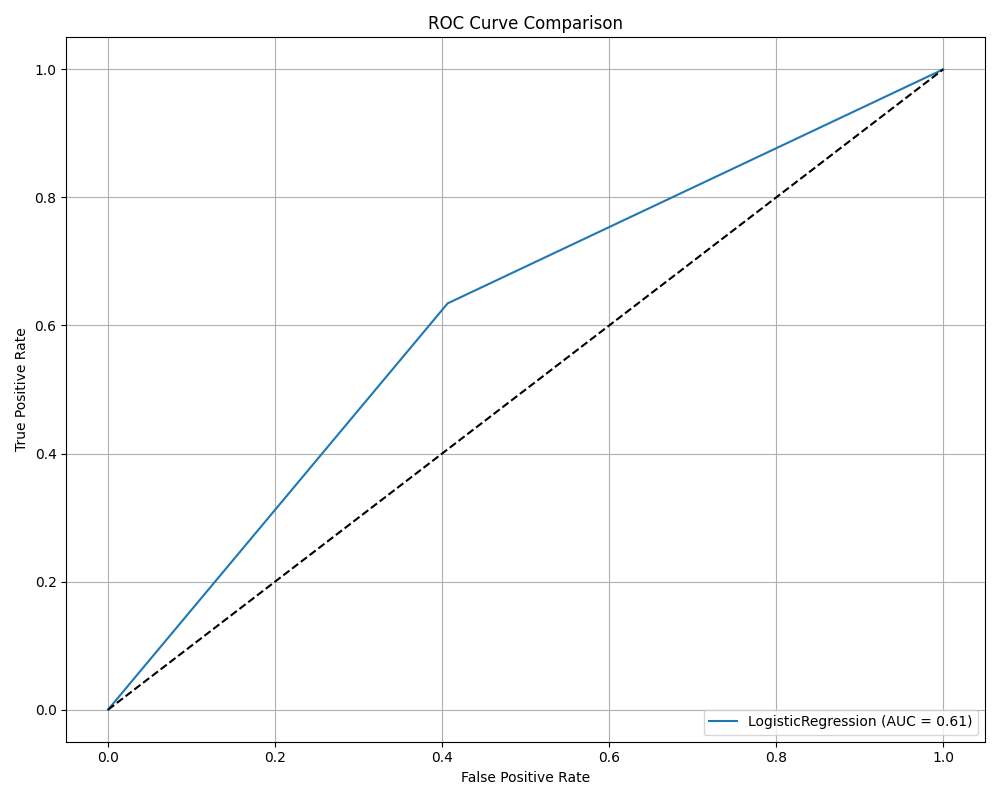 ROC Curve Comparison
1.0
0.8
0.6
0.4
0.2
0.0
True Positive Rate
LogisticRegression (AUC = 0.61)
0.0 0.2 0.4 0.6 0.8 1.0
False Positive Rate